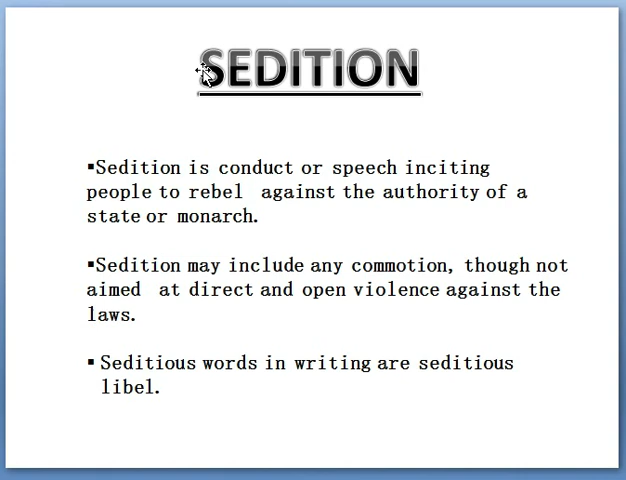 SEDITION
▪Sedition is conduct or speech inciting
people to rebel against the authority of a
state or monarch.
▪Sedition may include any commotion, though not
aimed at direct and open violence against the
laws.
▪ Seditious words in writing are seditious
libel.